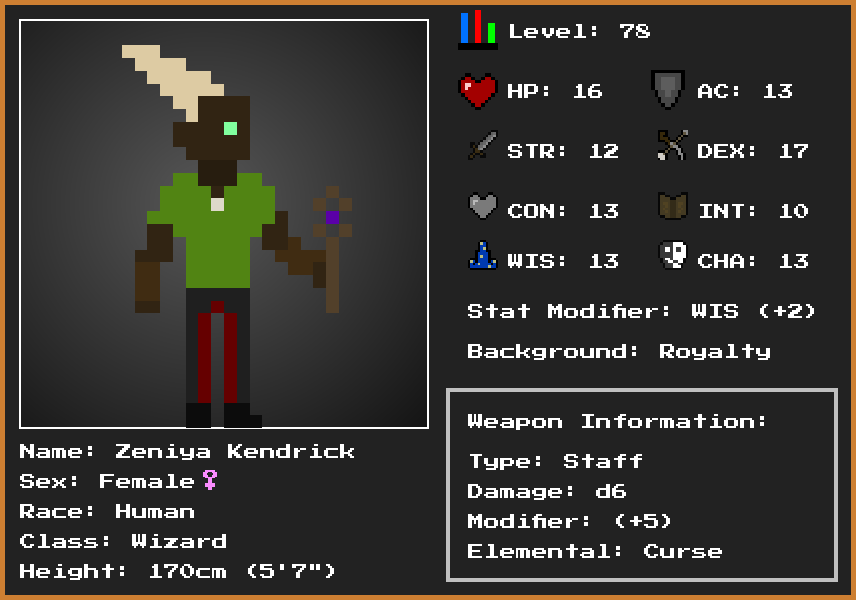 Level: 78
HP: 16 AC: 13
STR: 12 DEX: 17
CON: 13 INT: 10
WIS: 13 CHA: 13
Stat Modifier: WIS (+2)
Background: Royalty
Weapon Information:
Type: Staff
Damage: d6
Modifier: (+5)
Elemental: Curse
Name: Zeniya Kendrick
Sex: Female♀
Race: Human
Class: Wizard
Height: 170cm (5'7")